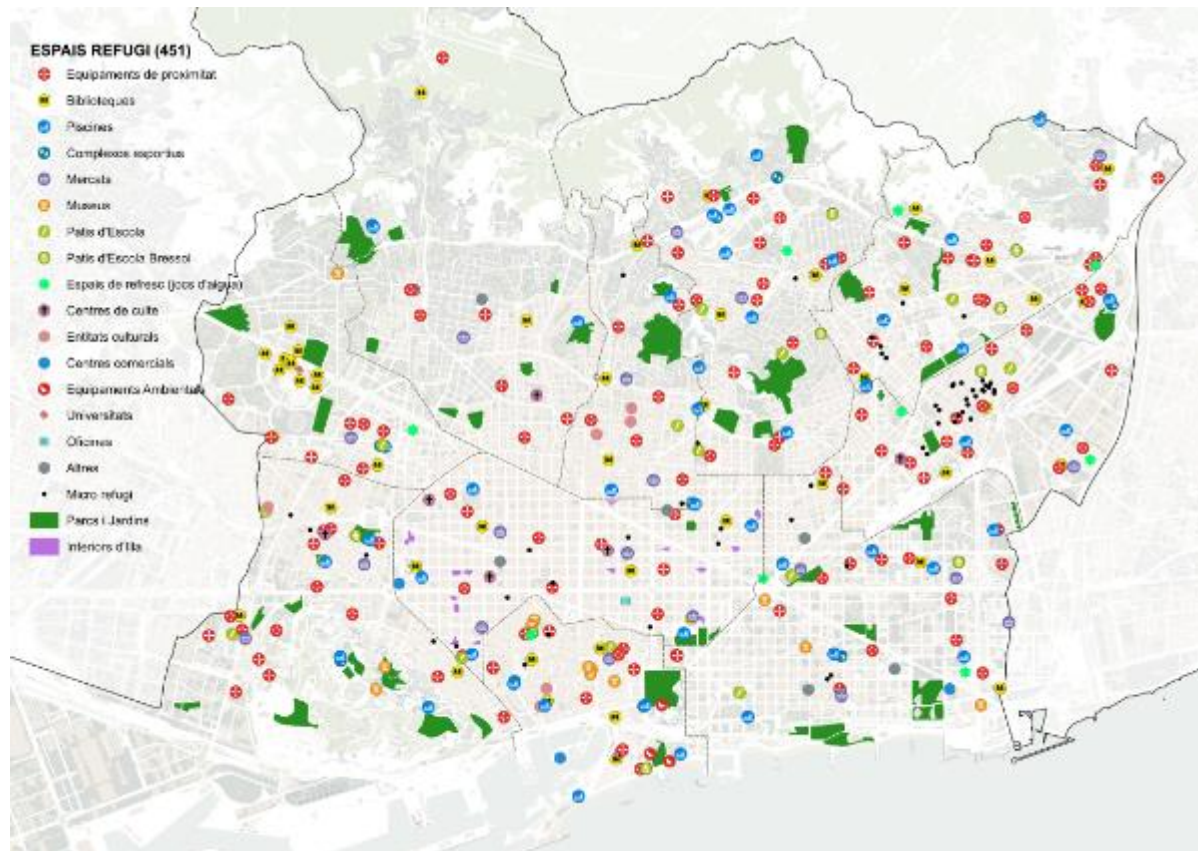 ESPAIS REFUGI (451)
Equipaments de proximitat
Biblioteques
Piscines
Complexos esportius
Mercats
Museus
Patis d'Escola
Patis d'Escola Bressol
Espais de refresc (jocs d'aigua)
Centres de culte
Entitats culturals
Centres comercials
Equipaments Ambientals
Universitats
Oficines
Altres
Micro refugi
Parcs i Jardins
Interiors d'illa